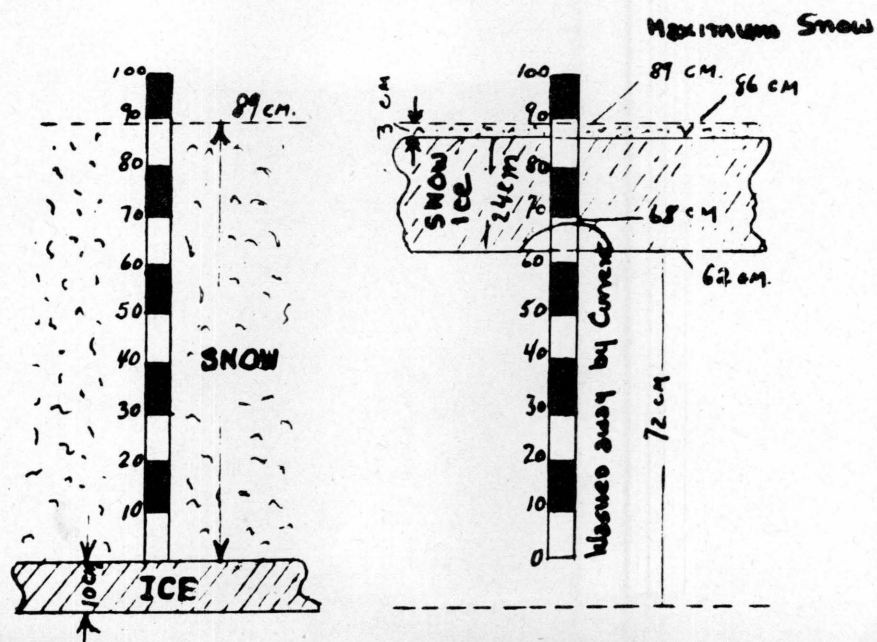 Maximum Snow
100
90
80
70
60
50
40
30
20
10
89 cm.
SNOW
10cm
ICE
100
90
80
70
60
50
40
30
20
10
0
3 CM
89 CM.
86 CM
SNOW
ICE
24cm
68 CM
62 CM.
Washed away by Current
72 CM